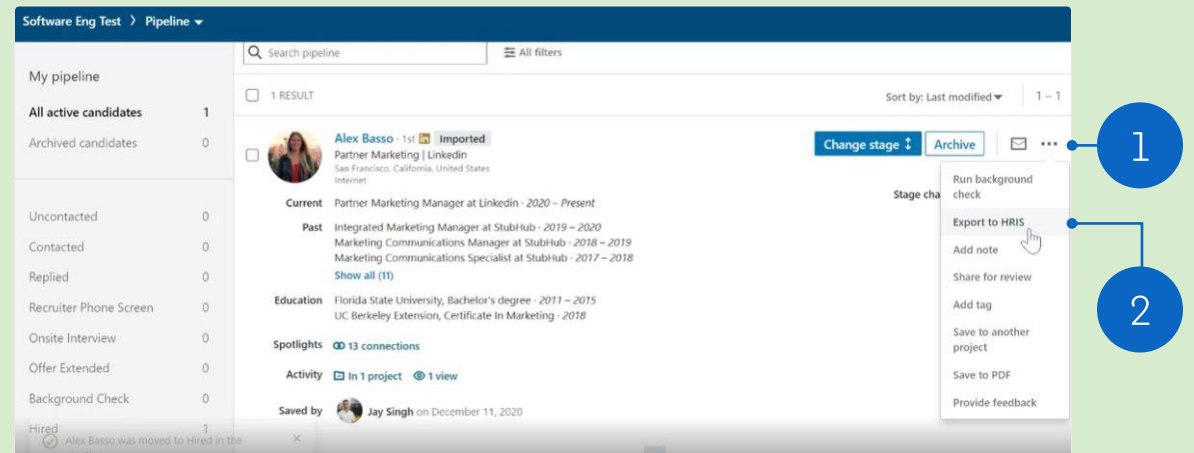 Software Eng Test > Pipeline
Search pipeline
All filters
My pipeline
All active candidates 1
Archived candidates 0
Uncontacted 0
Contacted 0
Replied 0
Recruiter Phone Screen 0
Onsite Interview 0
Offer Extended 0
Background Check 0
Hired 1
Alex Basso was moved to Hired in the
1 RESULT
Sort by: Last modified
1 – 1
Alex Basso · 1st in Imported
Partner Marketing | Linkedin
San Francisco, California, United States
Internet
Change stage
Archive
Stage cha
Current Partner Marketing Manager at Linkedin · 2020 – Present
Past Integrated Marketing Manager at StubHub · 2019 – 2020
Marketing Communications Manager at StubHub · 2018 – 2019
Marketing Communications Specialist at StubHub · 2017 – 2018
Show all (11)
Education Florida State University, Bachelor's degree · 2011 – 2015
UC Berkeley Extension, Certificate In Marketing · 2018
Spotlights 13 connections
Activity In 1 project 1 view
Saved by Jay Singh on December 11, 2020
Run background
check
Export to HRIS
Add note
Share for review
Add tag
Save to another
project
Save to PDF
Provide feedback
1
2